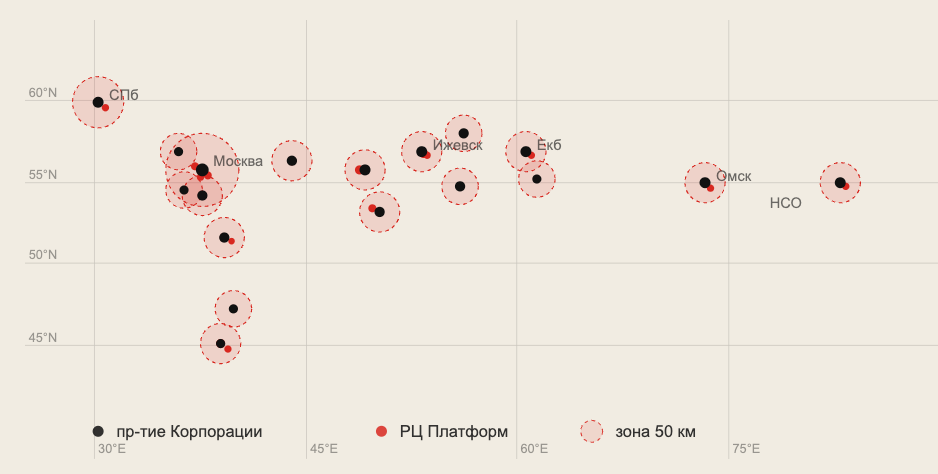 60°N
СПб
Ижевск
Екб
Москва
55°N
Омск
НСО
50°N
45°N
пр-тие Корпорации
РЦ Платформ
зона 50 км
30°E
45°E
60°E
75°E